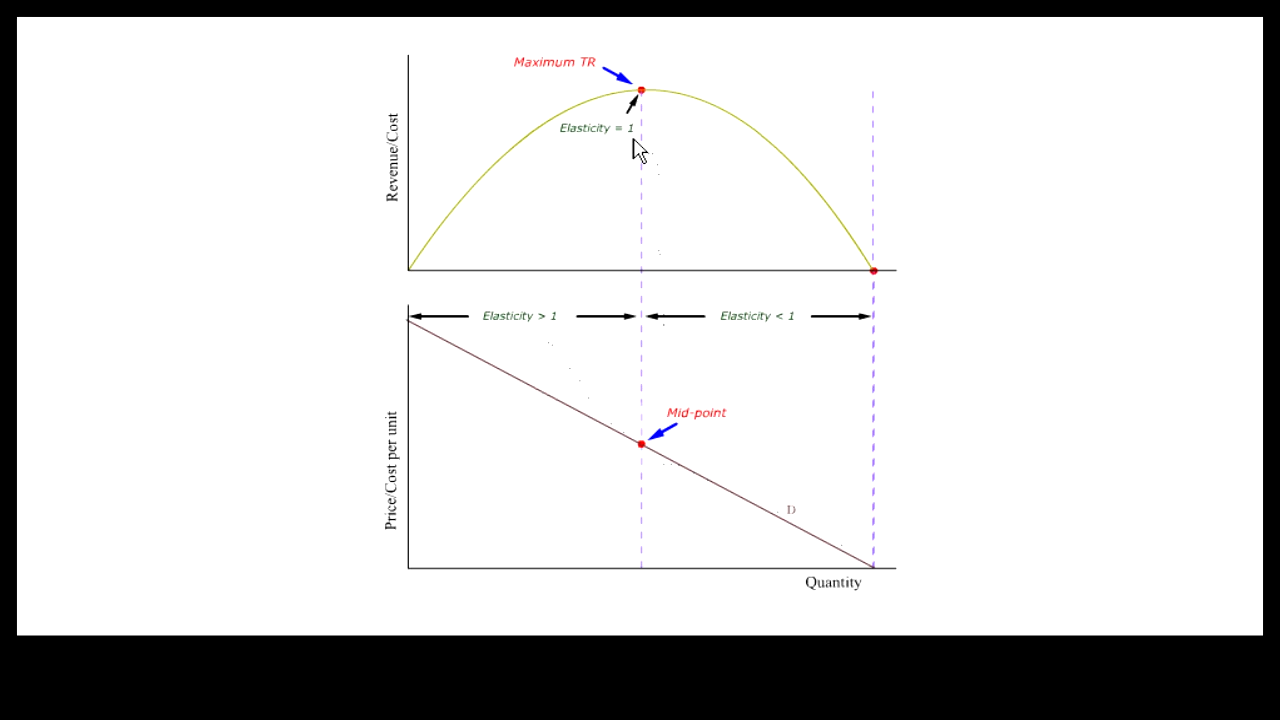 Maximum TR
Elasticity = 1
Revenue/Cost
Elasticity > 1
Elasticity < 1
Mid-point
Price/Cost per unit
D
Quantity